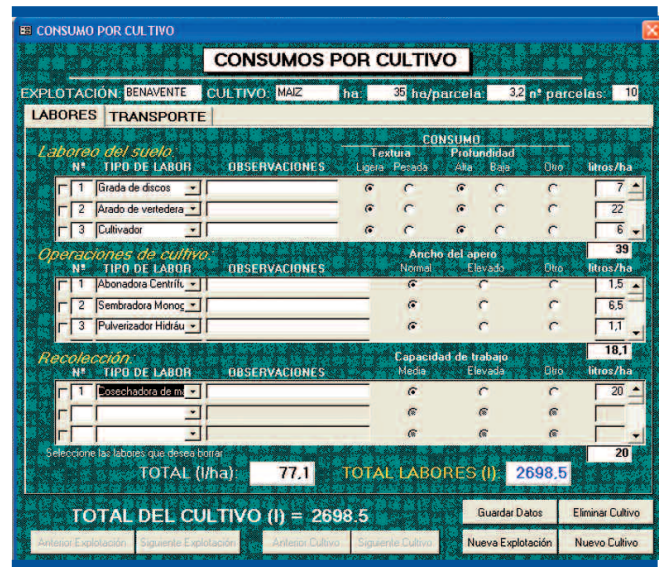 CONSUMO POR CULTIVO
CONSUMOS POR CULTIVO
EXPLOTACIÓN: BENAVENTE CULTIVO: MAIZ ha: 35 ha/parcela: 3,2 nº parcelas: 10
LABORES TRANSPORTE
CONSUMO
Laboreo del suelo: Textura Profundidad
Nº TIPO DE LABOR OBSERVACIONES Ligera Pesada Alta Baja Otro litros/ha
1 Grada de discos 7
2 Arado de vertedera 22
3 Cultivador 6
39
Operaciones de cultivo: Ancho del apero
Nº TIPO DE LABOR OBSERVACIONES Normal Elevado Otro litros/ha
1 Abonadora Centrífu 1,5
2 Sembradora Monog 6,5
3 Pulverizador Hidráu 1,1
18,1
Recolección: Capacidad de trabajo
Nº TIPO DE LABOR OBSERVACIONES Media Elevada Otro litros/ha
1 Cosechadora de ma 20
Seleccione las labores que desea borrar 20
TOTAL (l/ha): 77,1 TOTAL LABORES (l): 2698,5
TOTAL DEL CULTIVO (l) = 2698.5
Guardar Datos Eliminar Cultivo
Anterior Explotación Siguiente Explotación Anterior Cultivo Siguiente Cultivo Nueva Explotación Nuevo Cultivo